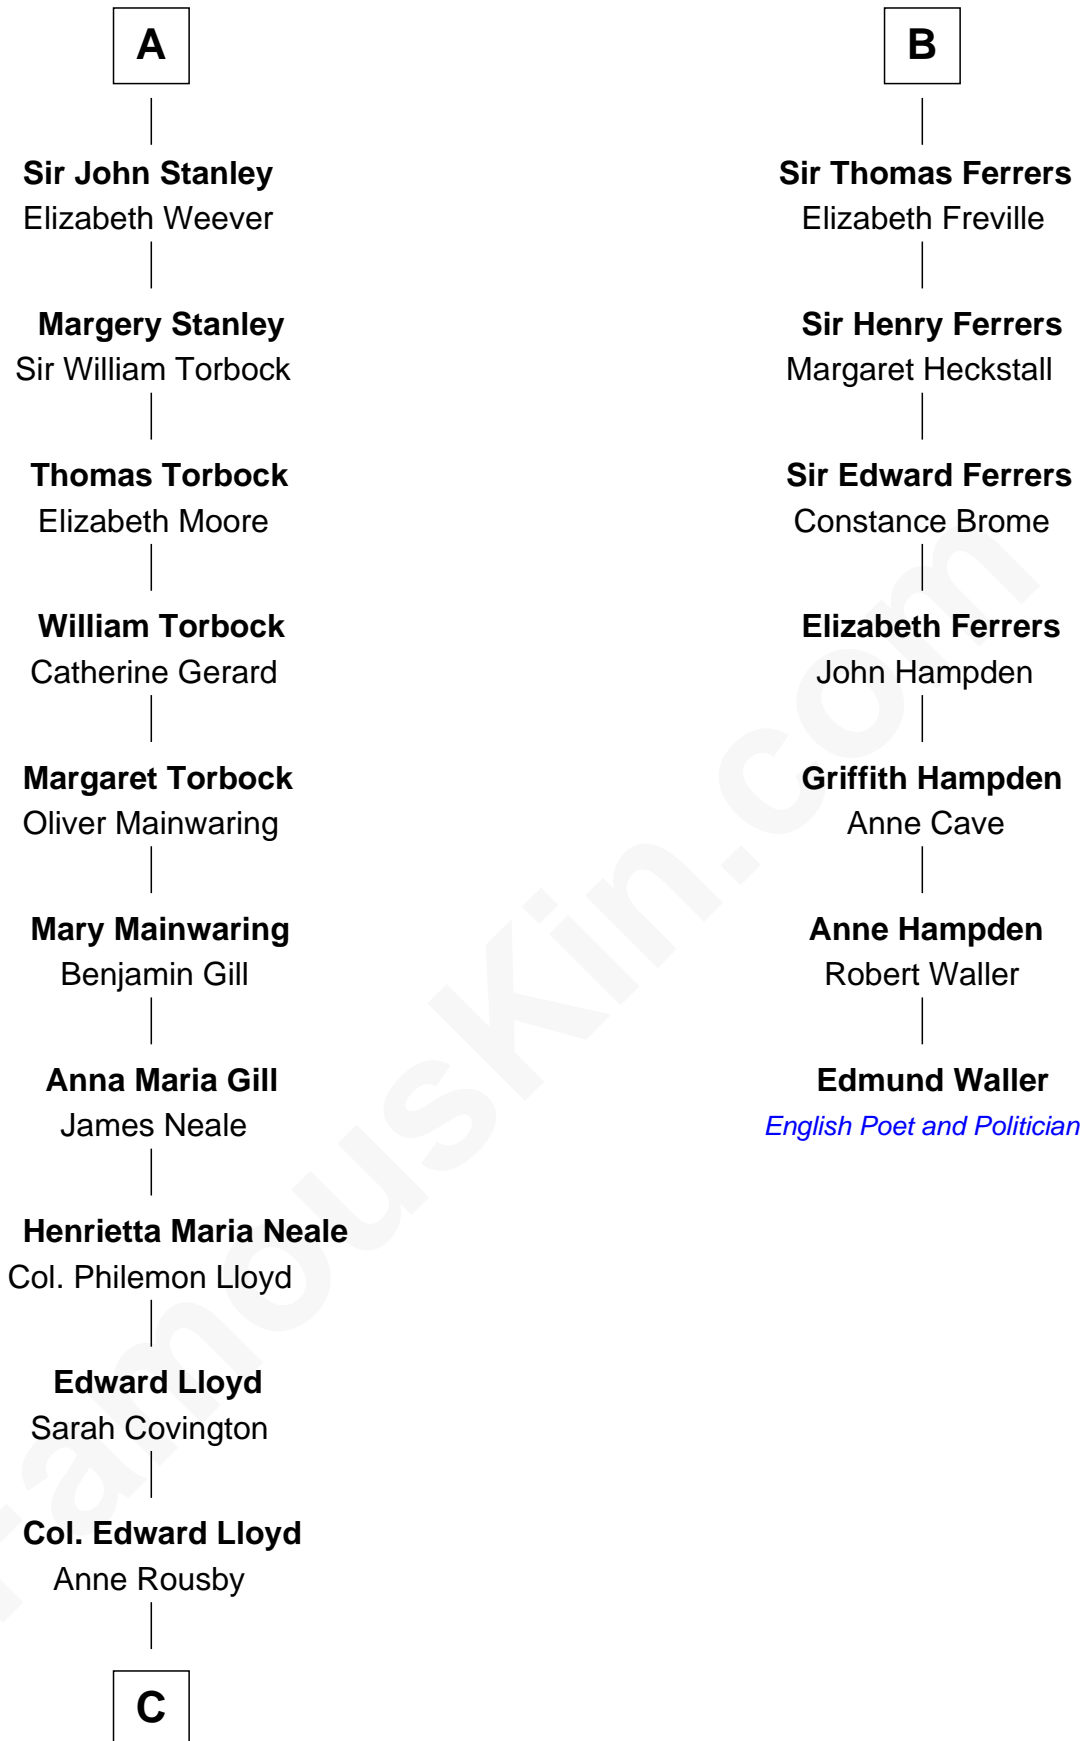 A
Sir John Stanley
Elizabeth Weever
Margery Stanley
Sir William Torbock
Thomas Torbock
Elizabeth Moore
William Torbock
Catherine Gerard
Margaret Torbock
Oliver Mainwaring
Mary Mainwaring
Benjamin Gill
Anna Maria Gill
James Neale
Henrietta Maria Neale
Col. Philemon Lloyd
Edward Lloyd
Sarah Covington
Col. Edward Lloyd
Anne Rousby
C
B
Sir Thomas Ferrers
Elizabeth Freville
Sir Henry Ferrers
Margaret Heckstall
Sir Edward Ferrers
Constance Brome
Elizabeth Ferrers
John Hampden
Griffith Hampden
Anne Cave
Anne Hampden
Robert Waller
Edmund Waller
English Poet and Politician
FamousKin.com